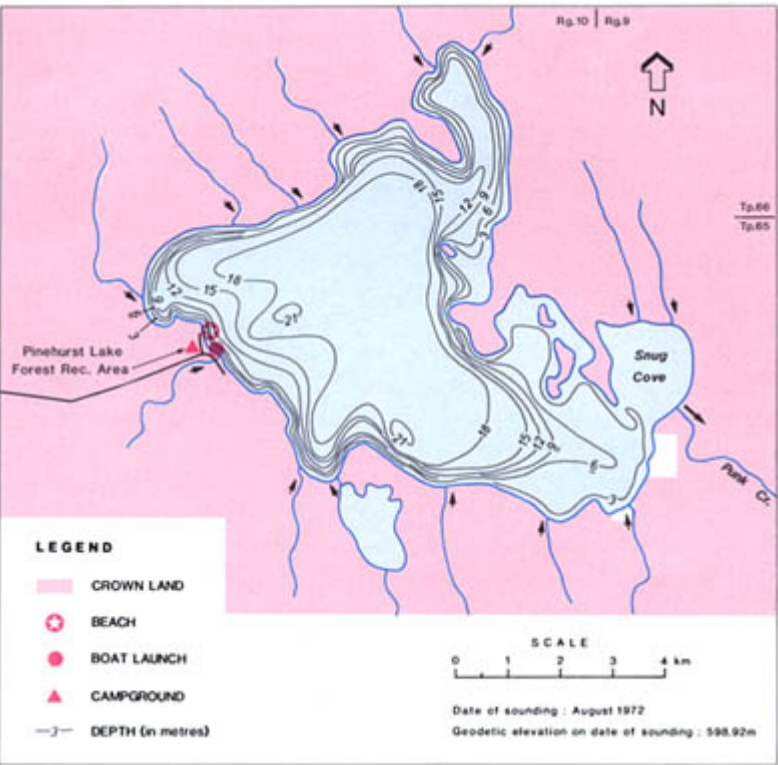 Rg.10 | Rg.9
N
Tp.66
Tp.65
18
15
12
9
6
3
18
12
15
21
9
6
3
Snug
Cove
Pinehurst Lake
Forest Rec. Area
21
18
15
12
9
6
3
Punk Cr.
LEGEND
CROWN LAND
BEACH
BOAT LAUNCH
CAMPGROUND
—3— DEPTH (in metres)
SCALE
0 1 2 3 4 km
Date of sounding : August 1972
Geodetic elevation on date of sounding : 598.92m